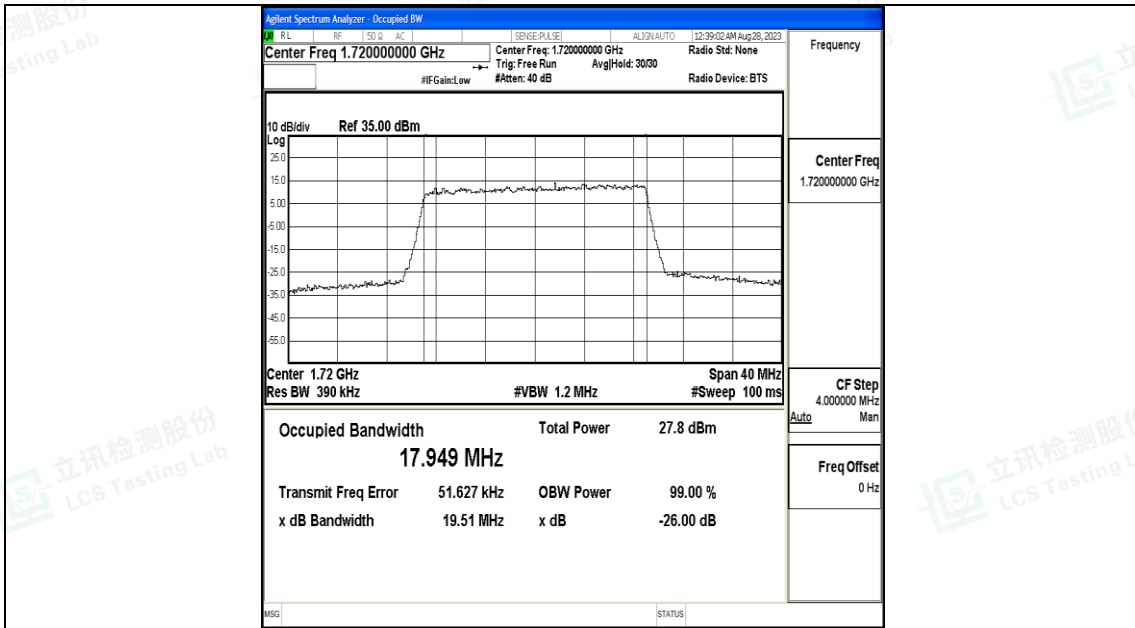 Agilent Spectrum Analyzer - Occupied BW
RL RF 50 Ω AC SENSE:PULSE ALIGN AUTO 12:39:02 AM Aug 28, 2023
Center Freq 1.720000000 GHz
Center Freq: 1.720000000 GHz
Radio Std: None
Trig: Free Run Avg|Hold: 30/30
#IFGain:Low #Atten: 40 dB Radio Device: BTS
10 dB/div Ref 35.00 dBm
Log
25.0
15.0
5.00
-5.00
-15.0
-25.0
-35.0
-45.0
-55.0
Center 1.72 GHz Span 40 MHz
Res BW 390 kHz #VBW 1.2 MHz #Sweep 100 ms
Occupied Bandwidth Total Power 27.8 dBm
17.949 MHz
Transmit Freq Error 51.627 kHz OBW Power 99.00 %
x dB Bandwidth 19.51 MHz x dB -26.00 dB
MSG STATUS
Frequency
Center Freq
1.720000000 GHz
CF Step
4.000000 MHz
Auto Man
Freq Offset
0 Hz
立讯检测股份
LCS Testing Lab
立讯检测股份
LCS Testing L
测股份
sting Lab
立